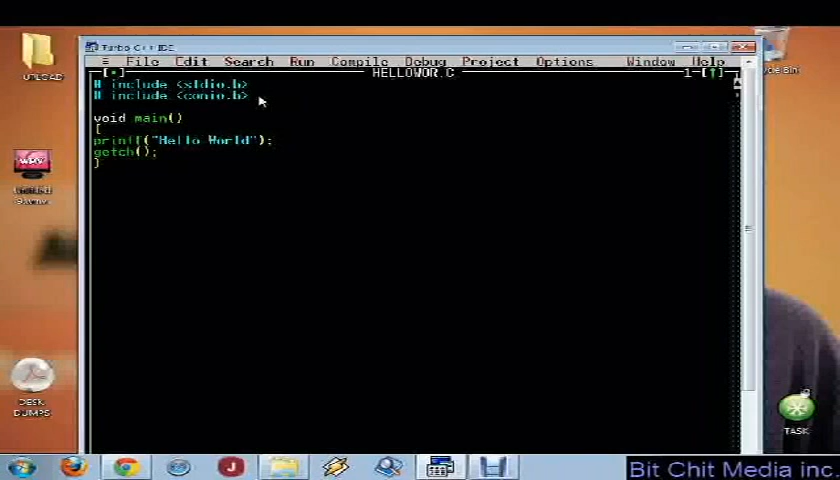 Turbo C++ IDE
≡ File Edit Search Run Compile Debug Project Options Window Help
HELLOWOR.C
1
# include <stdio.h>
# include <conio.h>
void main()
{
printf("Hello World");
getch();
}
UPLOAD
DESK
DUMPS
TASK
Bit Chit Media inc.